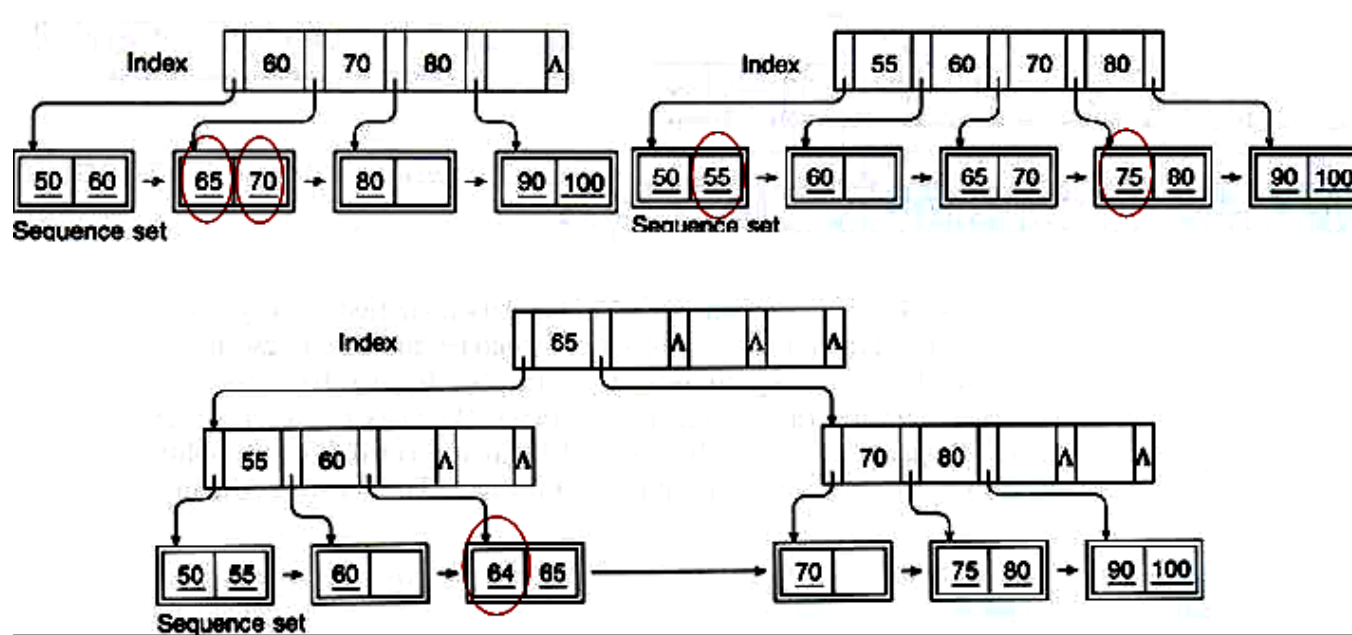 Index 60 70 80 Λ
50 60 65 70 80 90 100
Sequence set
Index 55 60 70 80
50 55 60 65 70 75 80 90 100
Sequence set
Index 65 Λ Λ Λ
55 60 Λ Λ
70 80 Λ Λ
50 55 60 64 65 70 75 80 90 100
Sequence set